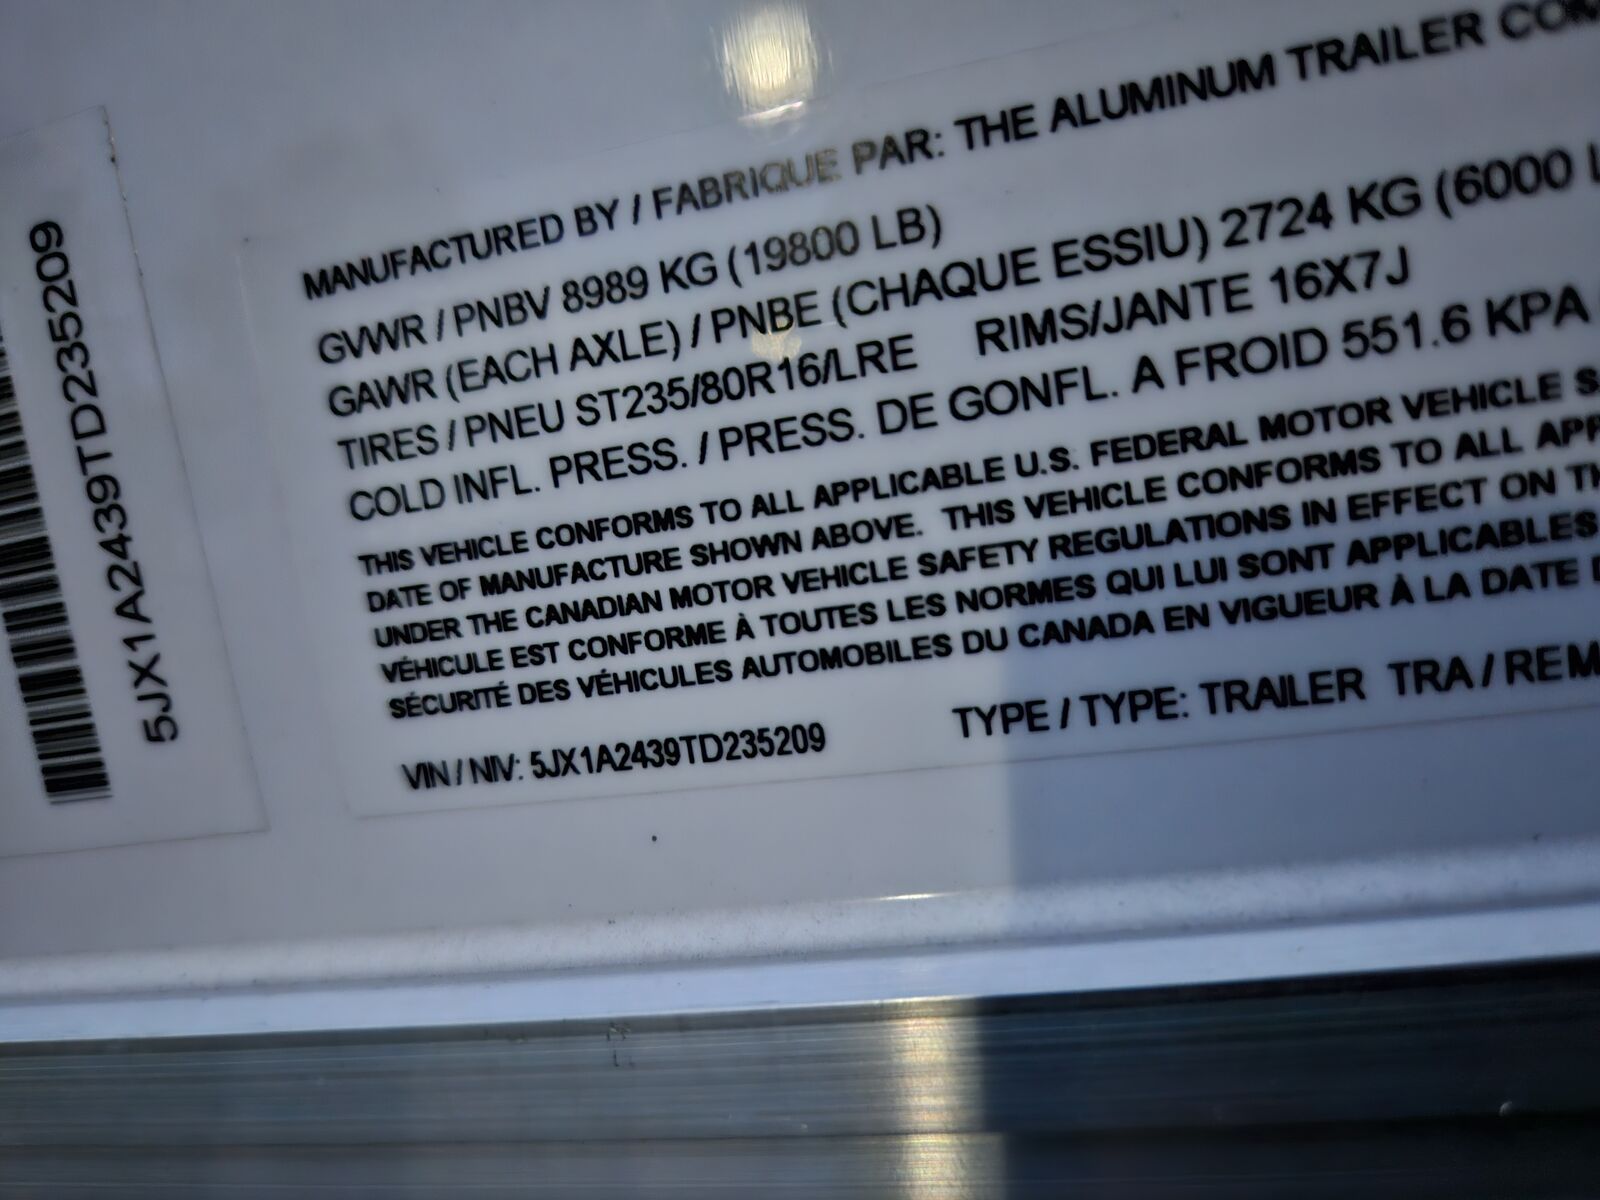 5JX1A2439TD235209
MANUFACTURED BY / FABRIQUE PAR: THE ALUMINUM TRAILER COM
GVWR / PNBV 8989 KG (19800 LB)
GAWR (EACH AXLE) / PNBE (CHAQUE ESSIU) 2724 KG (6000 L
TIRES / PNEU ST235/80R16/LRE RIMS/JANTE 16X7J
COLD INFL. PRESS. / PRESS. DE GONFL. A FROID 551.6 KPA
THIS VEHICLE CONFORMS TO ALL APPLICABLE U.S. FEDERAL MOTOR VEHICLE S
DATE OF MANUFACTURE SHOWN ABOVE. THIS VEHICLE CONFORMS TO ALL APP
UNDER THE CANADIAN MOTOR VEHICLE SAFETY REGULATIONS IN EFFECT ON TH
VÉHICULE EST CONFORME À TOUTES LES NORMES QUI LUI SONT APPLICABLES
SÉCURITÉ DES VÉHICULES AUTOMOBILES DU CANADA EN VIGUEUR À LA DATE D
VIN / NIV: 5JX1A2439TD235209 TYPE / TYPE: TRAILER TRA / REM